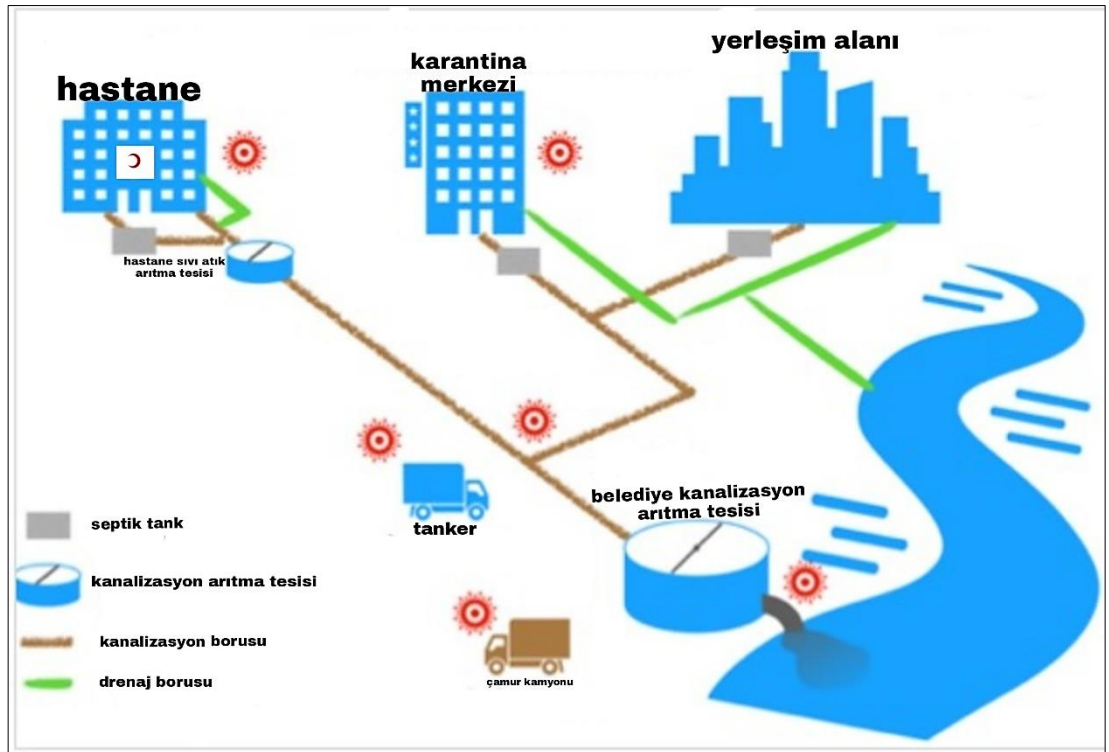 hastane
karantina
merkezi
yerleşim alanı
hastane sıvı atık
arıtma tesisi
tanker
belediye kanalizasyon
arıtma tesisi
çamur kamyonu
septik tank
kanalizasyon arıtma tesisi
kanalizasyon borusu
drenaj borusu